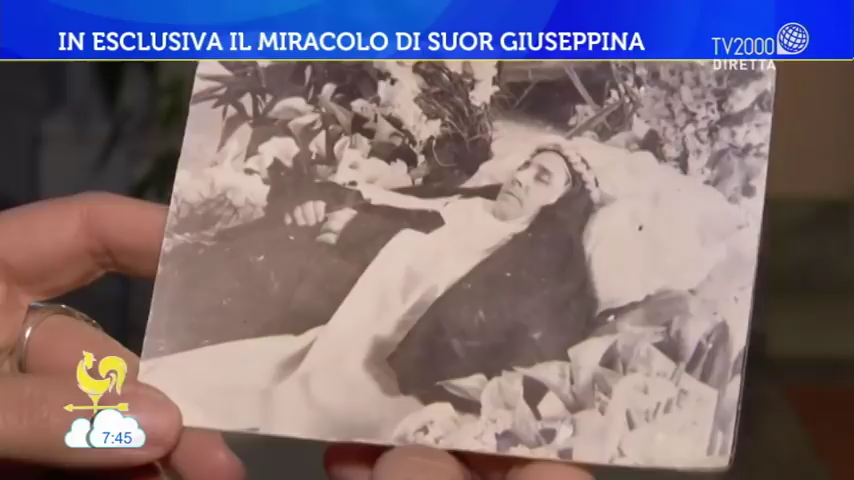 IN ESCLUSIVA IL MIRACOLO DI SUOR GIUSEPPINA
TV2000
DIRETTA
7:45